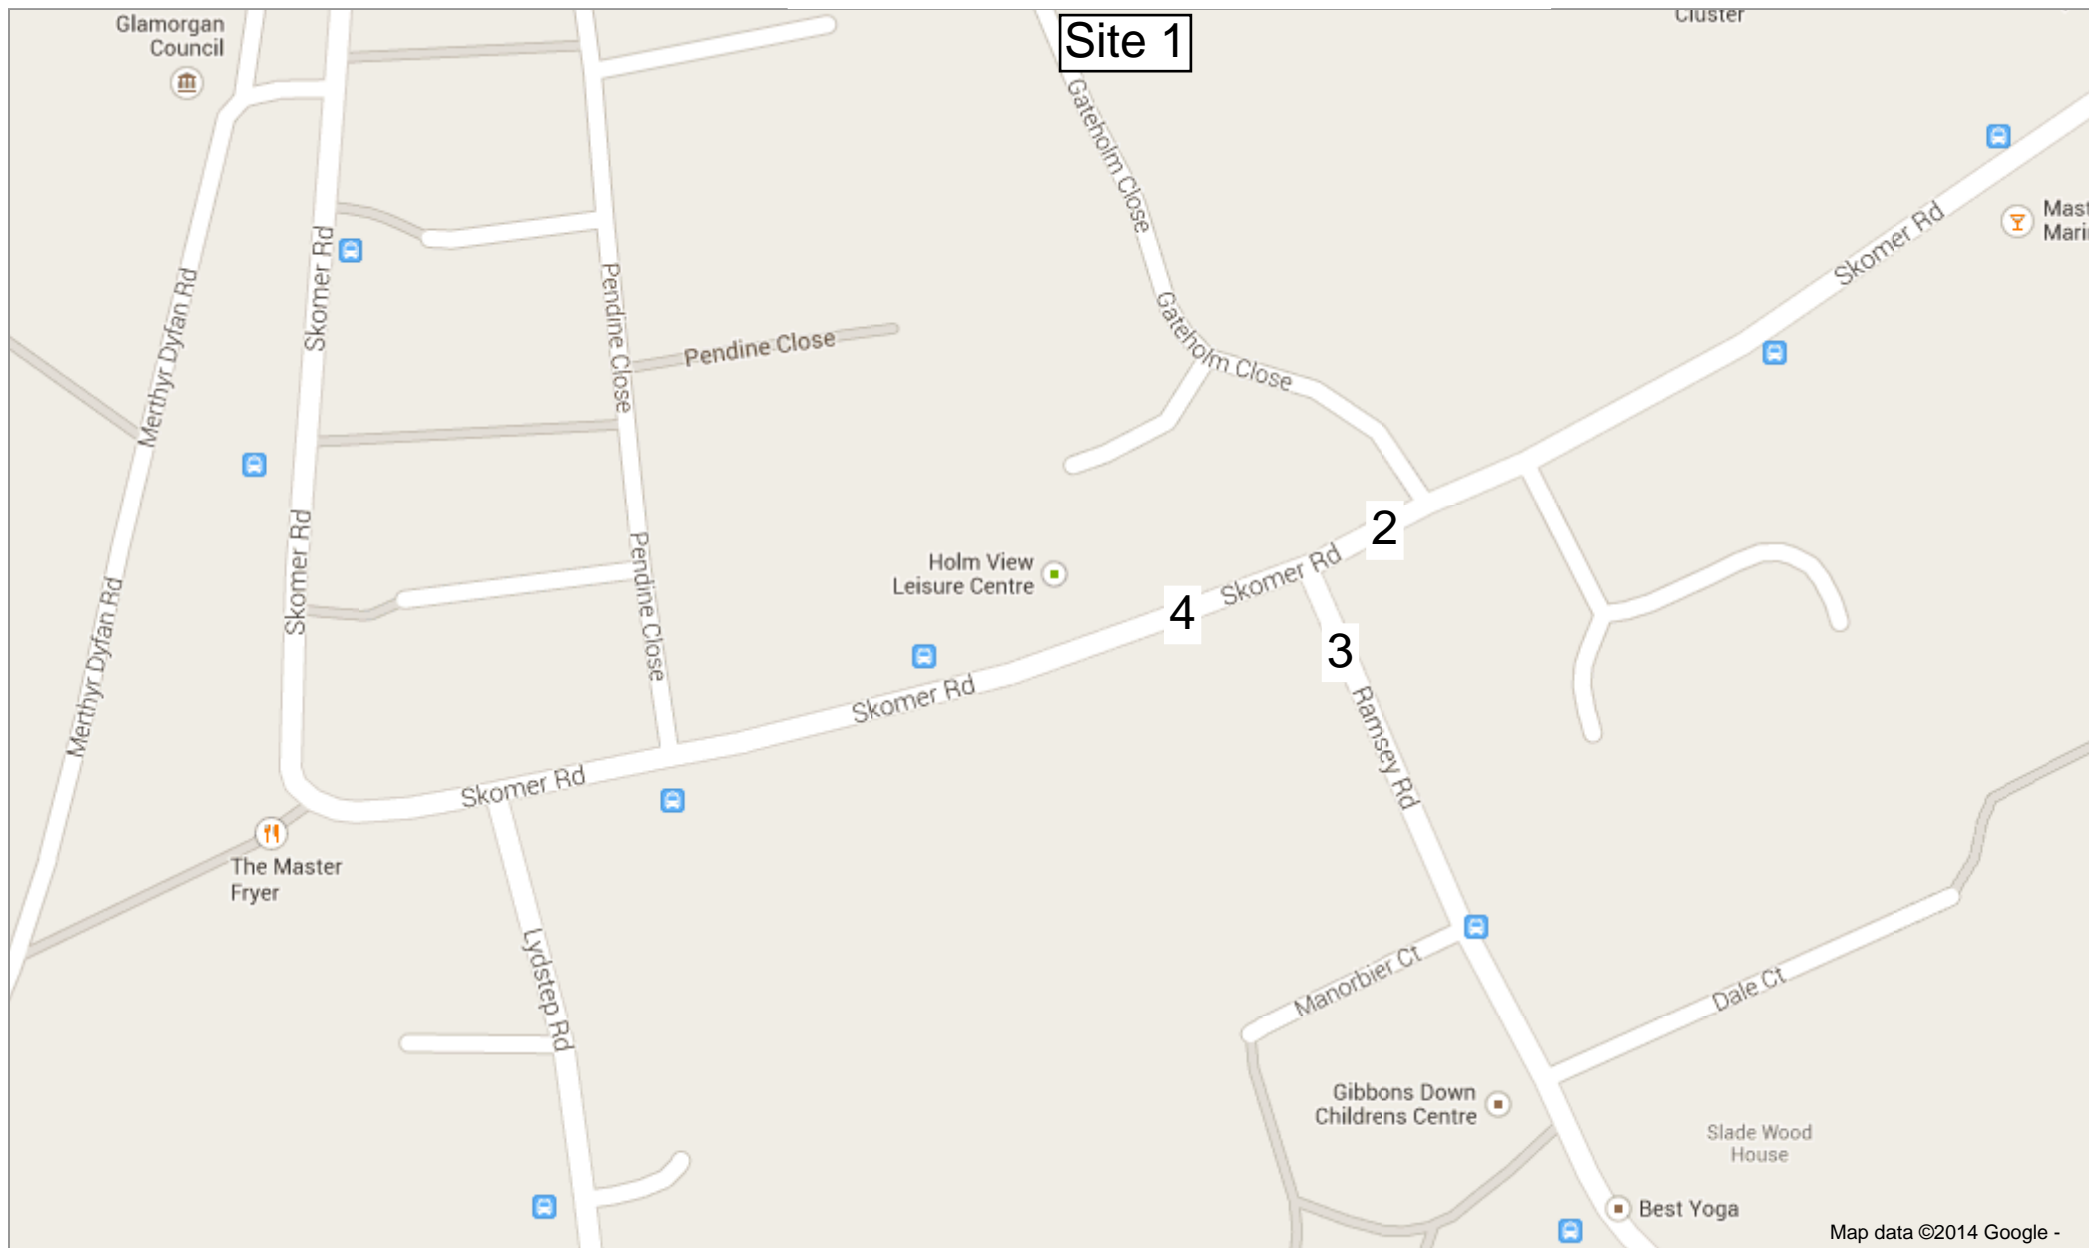 Glamorgan
Council
Site 1
Cluster
Gateholm Close
Skomer Rd
Mast
Mari
Skomer Rd
Merthyr Dyfan Rd
Pendine Close
Pendine Close
Gateholm Close
2
Skomer Rd
Holm View
Leisure Centre
Skomer Rd
4
3
Pendine Close
Merthyr Dyfan Rd
Skomer Rd
Ramsey Rd
Skomer Rd
The Master
Fryer
Lydstep Rd
Manorbier Ct
Dale Ct
Gibbons Down
Childrens Centre
Slade Wood
House
Best Yoga
Map data ©2014 Google -